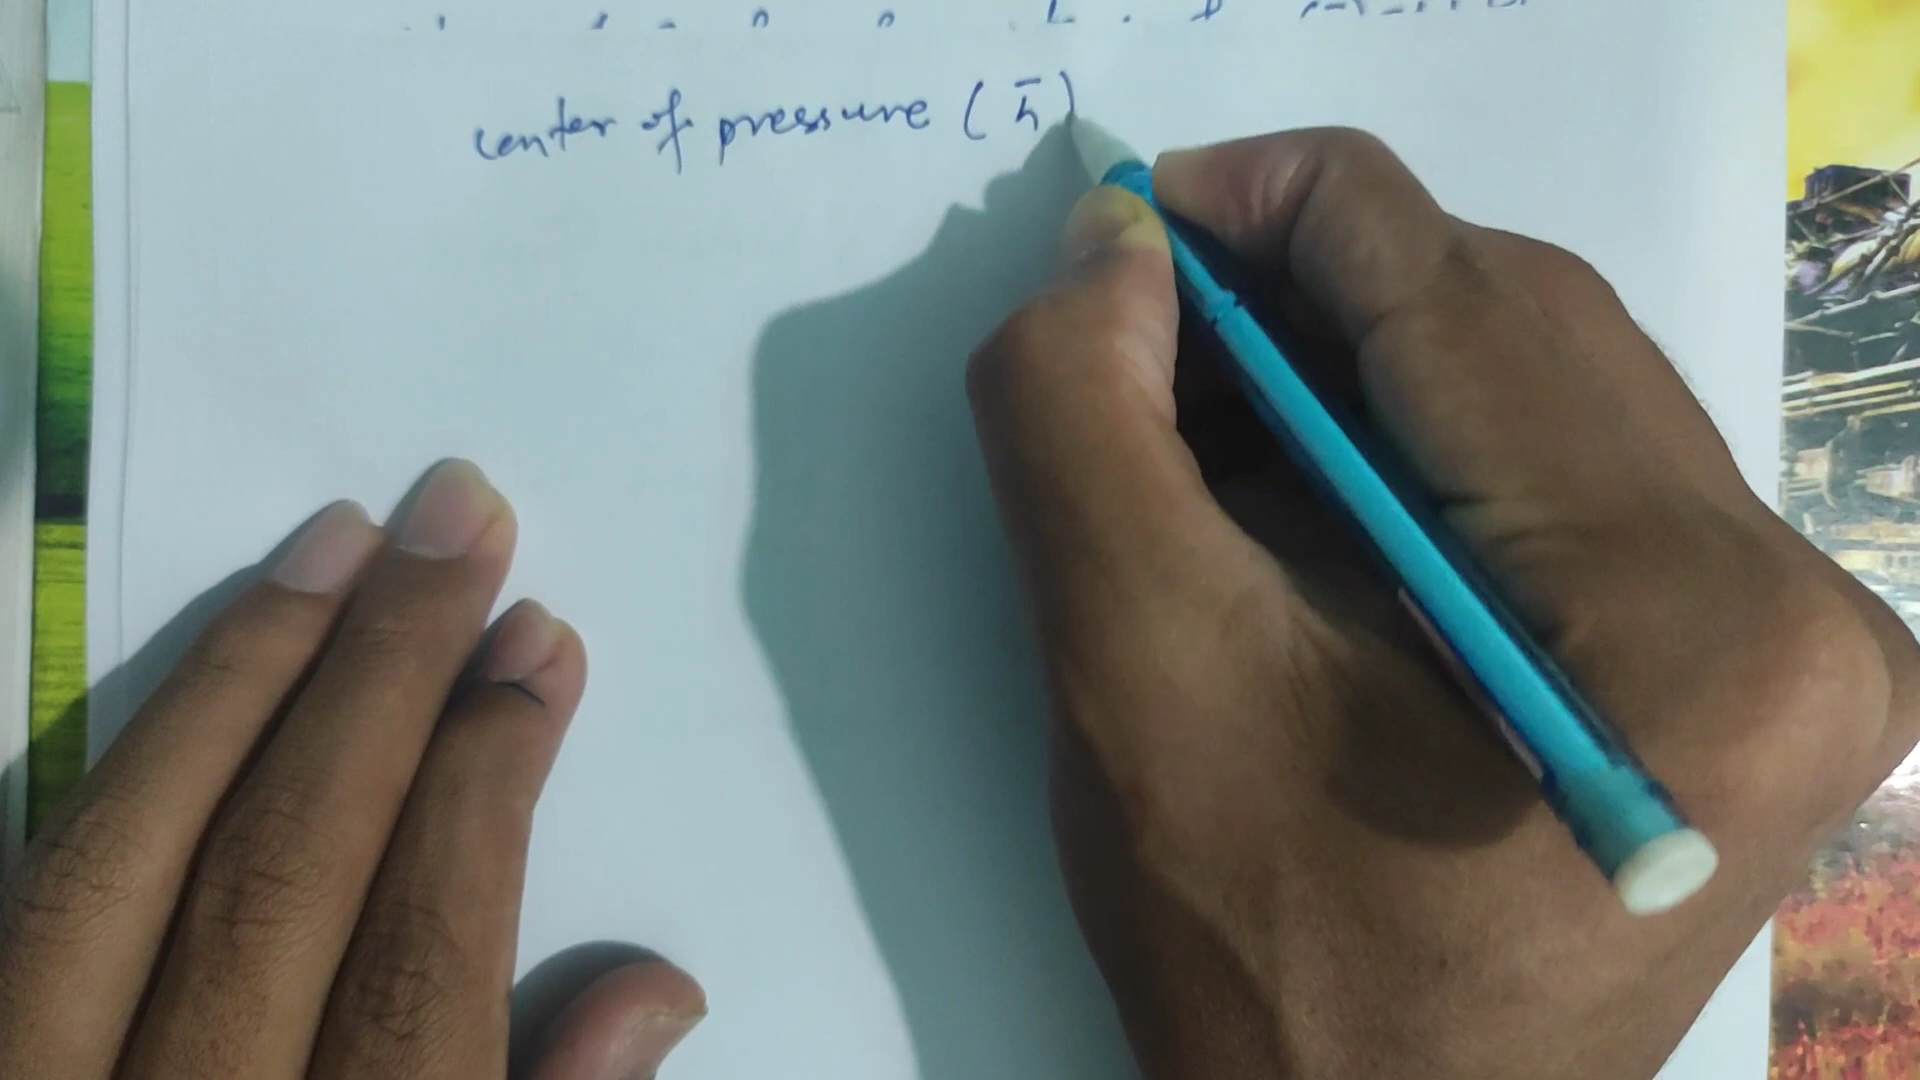 center of pressure (h̄)